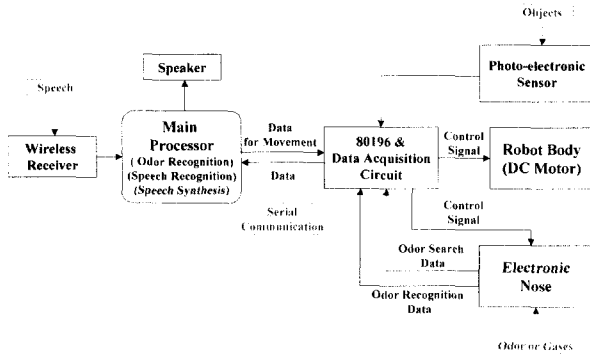 Objects
Speaker
Photo-electronic
Sensor
Speech
Main
Processor
( Odor Recognition)
(Speech Recognition)
(Speech Synthesis)
Wireless
Receiver
Data
for Movement
Data
Serial
Communication
80196 &
Data Acquisition
Circuit
Control
Signal
Robot Body
(DC Motor)
Control
Signal
Odor Search
Data
Odor Recognition
Data
Electronic
Nose
Odor or Gases